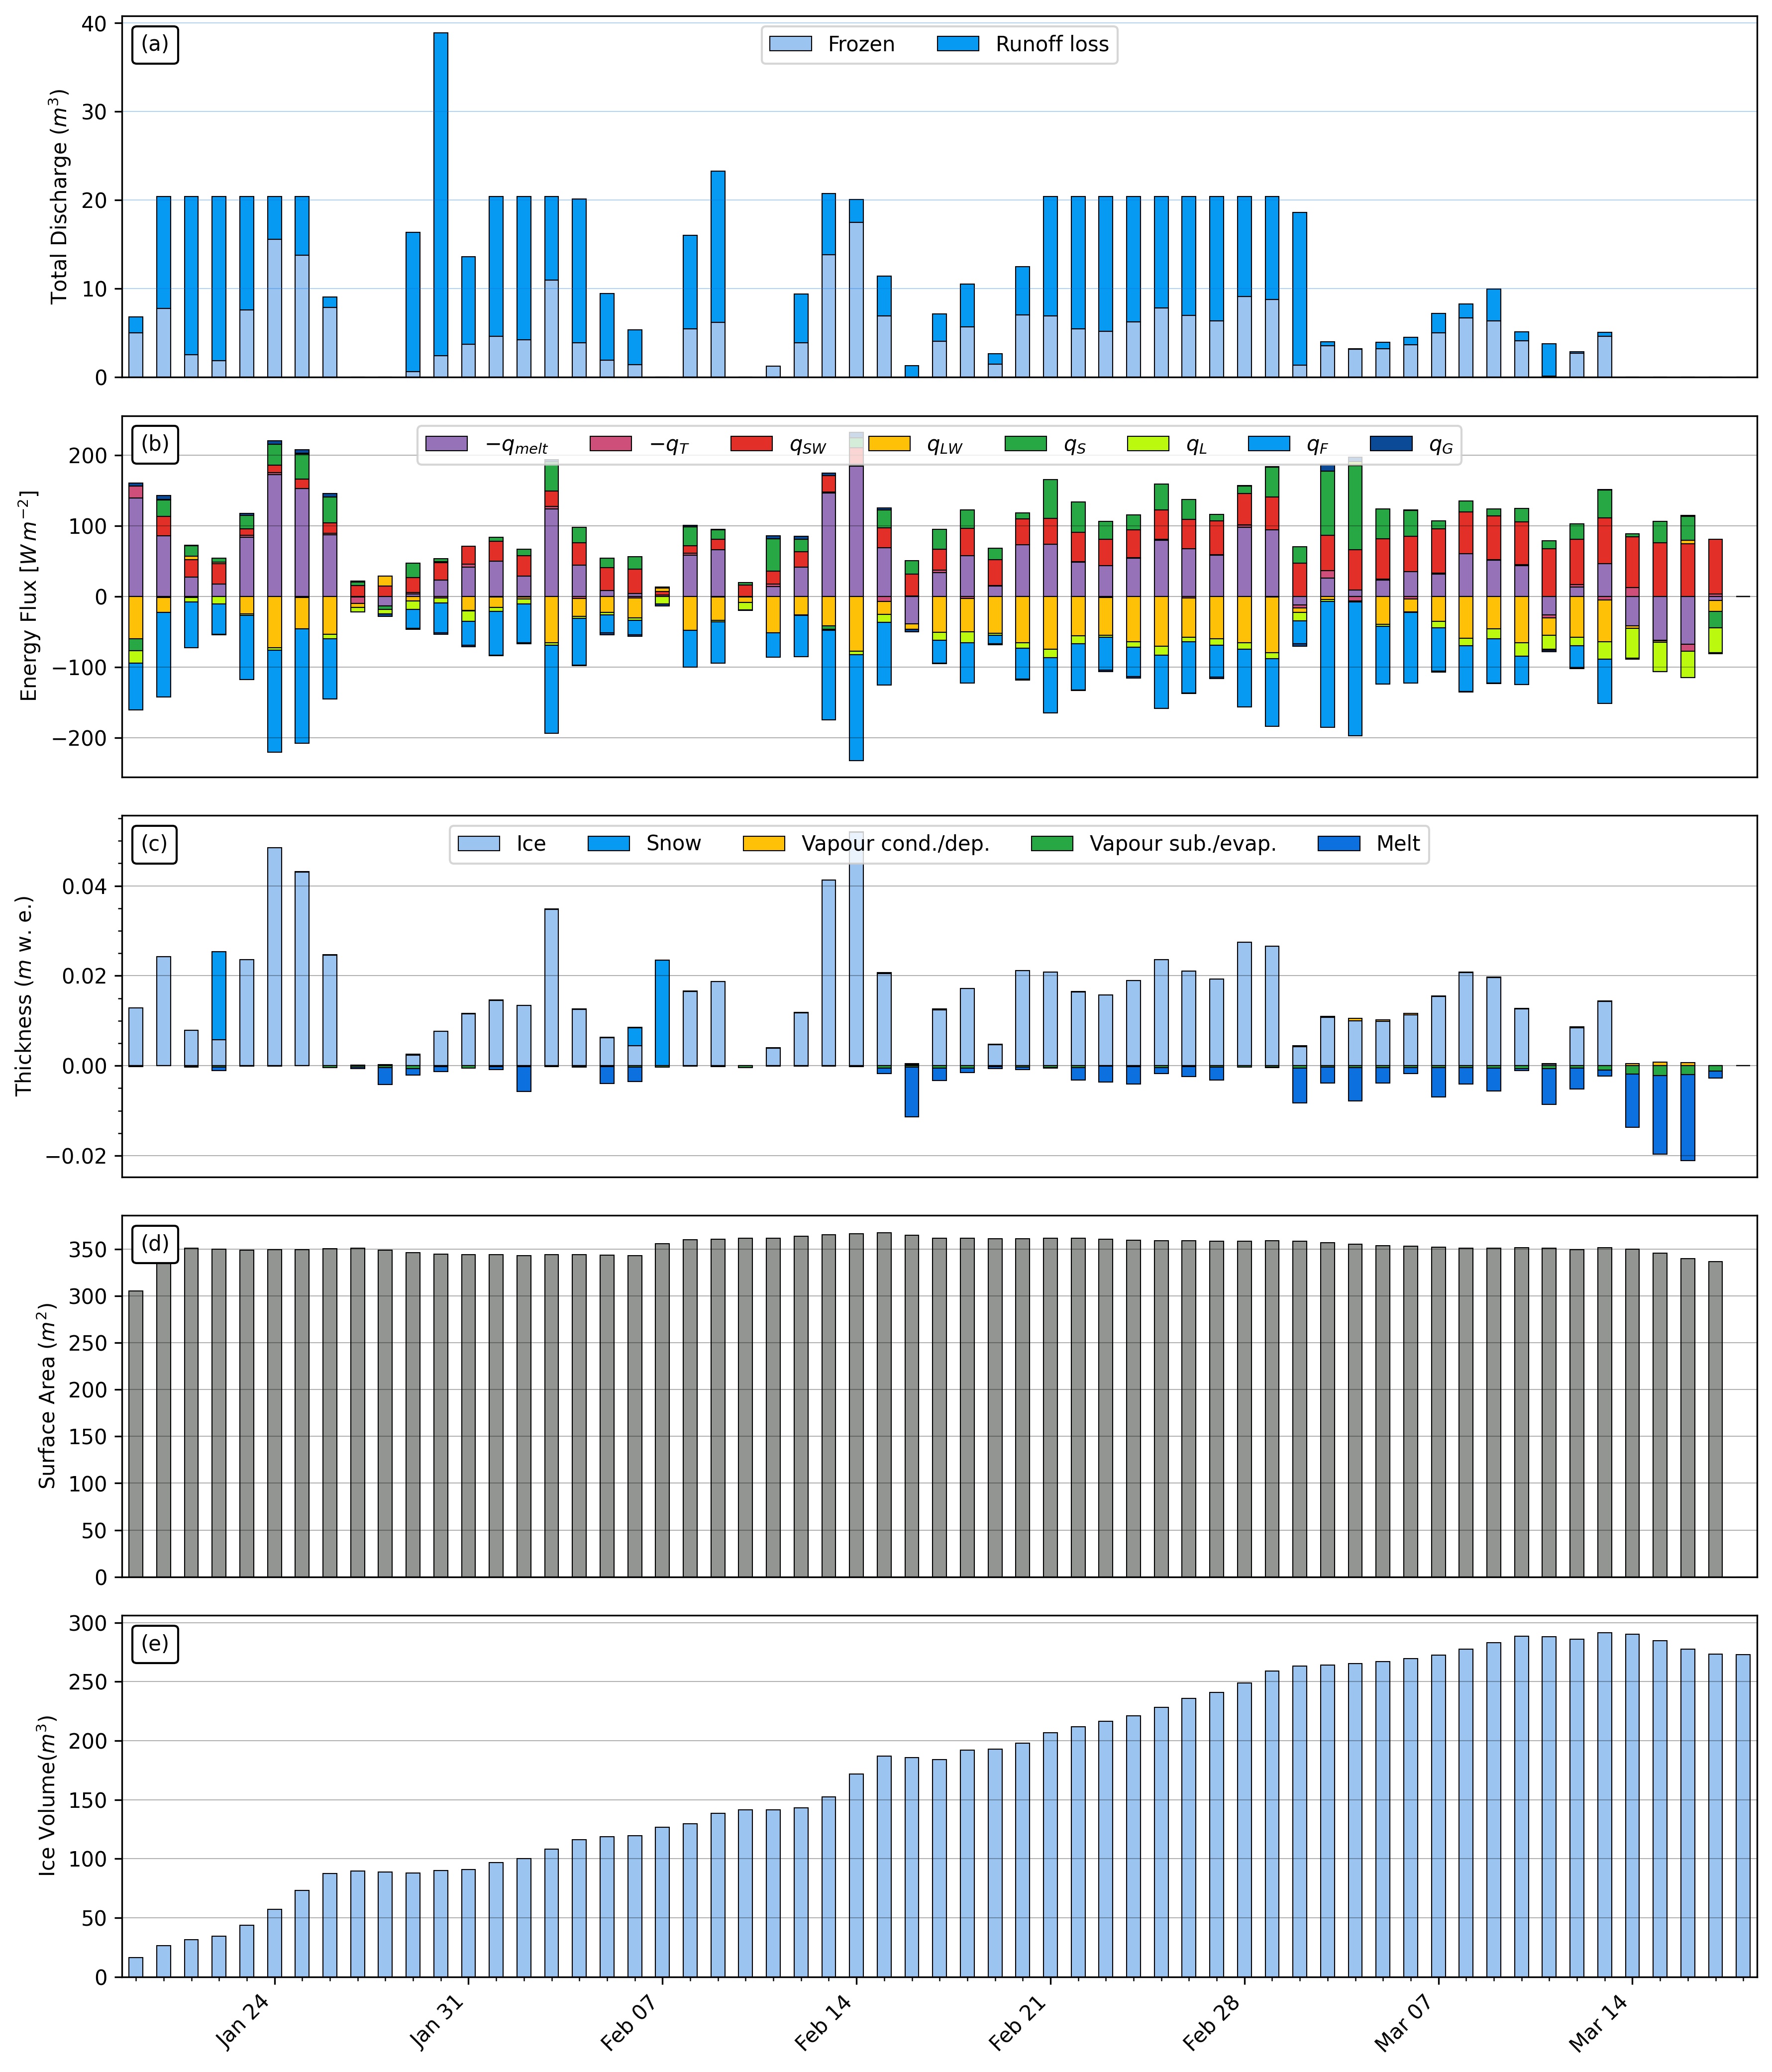 (a)
Frozen Runoff loss
40
30
20
10
0
Total Discharge (m³)
(b)
−q_melt −q_T q_SW q_LW q_S q_L q_F q_G
200
100
0
−100
−200
Energy Flux [W m⁻²]
(c)
Ice Snow Vapour cond./dep. Vapour sub./evap. Melt
0.04
0.02
0.00
−0.02
Thickness (m w. e.)
(d)
350
300
250
200
150
100
50
0
Surface Area (m²)
(e)
300
250
200
150
100
50
0
Ice Volume(m³)
Jan 24 Jan 31 Feb 07 Feb 14 Feb 21 Feb 28 Mar 07 Mar 14